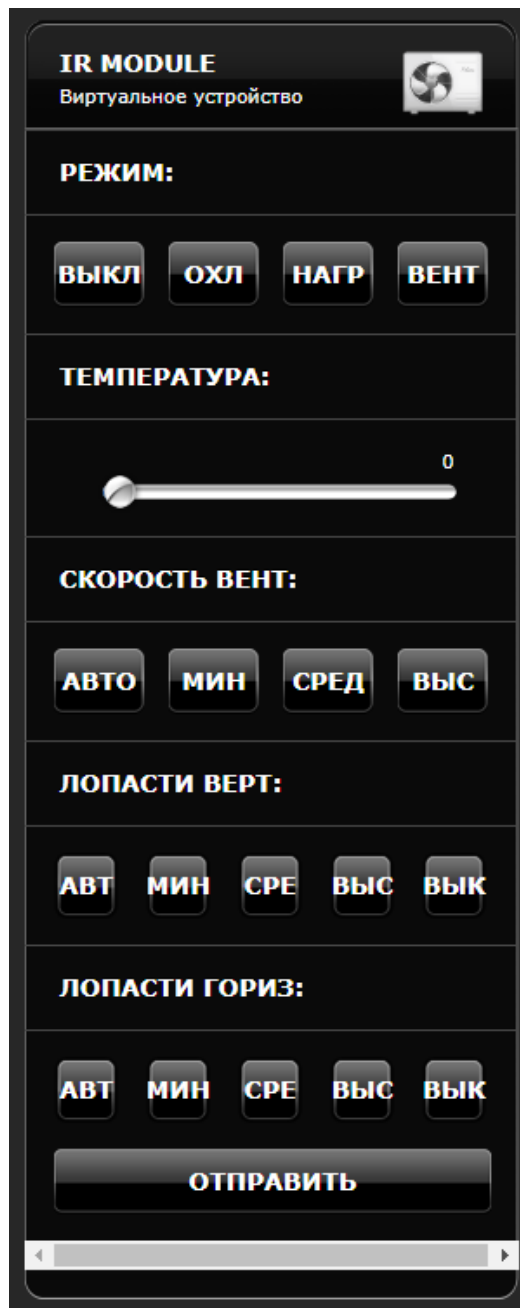 IR MODULE
Виртуальное устройство
РЕЖИМ:
ВЫКЛ ОХЛ НАГР ВЕНТ
ТЕМПЕРАТУРА:
0
СКОРОСТЬ ВЕНТ:
АВТО МИН СРЕД ВЫС
ЛОПАСТИ ВЕРТ:
АВТ МИН СРЕ ВЫС ВЫК
ЛОПАСТИ ГОРИЗ:
АВТ МИН СРЕ ВЫС ВЫК
ОТПРАВИТЬ